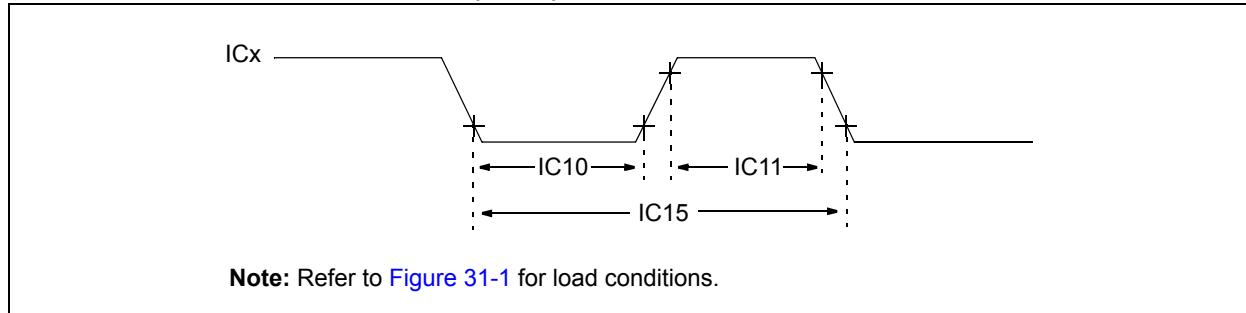 ICx
IC10
IC11
IC15
Note: Refer to Figure 31-1 for load conditions.